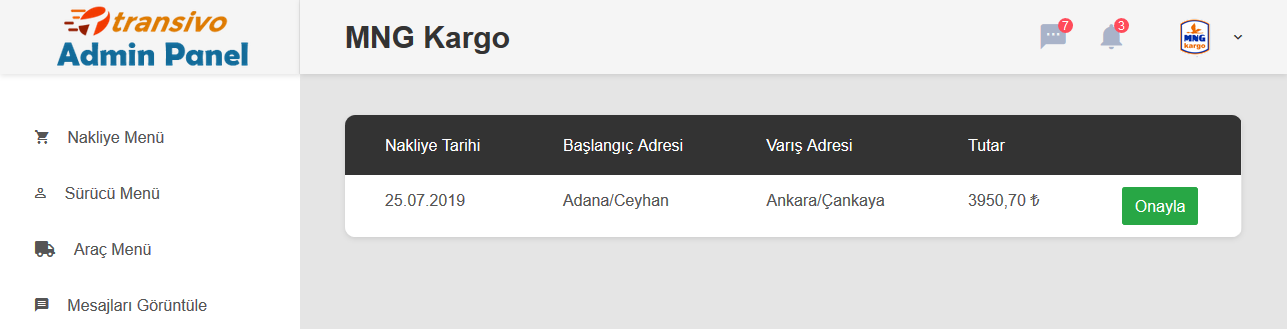 transivo
Admin Panel
MNG Kargo
7
3
MNG
kargo
Nakliye Menü
Sürücü Menü
Araç Menü
Mesajları Görüntüle
Nakliye Tarihi Başlangıç Adresi Varış Adresi Tutar
25.07.2019 Adana/Ceyhan Ankara/Çankaya 3950,70 ₺ Onayla